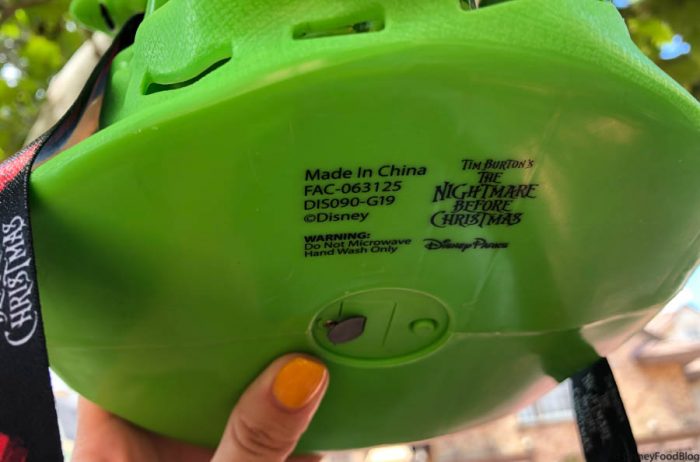 Made In China
FAC-063125
DIS090-G19
©Disney
WARNING:
Do Not Microwave
Hand Wash Only
TIM BURTON'S
THE
NIGHTMARE
BEFORE
CHRISTMAS
Disney Parks
CHRISTMAS
DisneyFoodBlog